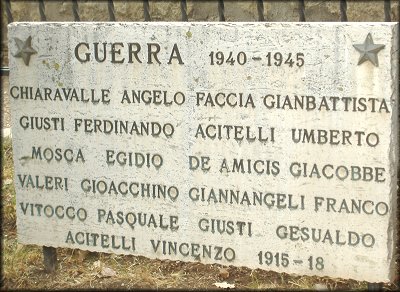 GUERRA 1940-1945
CHIARAVALLE ANGELO FACCIA GIANBATTISTA
GIUSTI FERDINANDO ACITELLI UMBERTO
MOSCA EGIDIO DE AMICIS GIACOBBE
VALERI GIOACCHINO GIANNANGELI FRANCO
VITOCCO PASQUALE GIUSTI GESUALDO
ACITELLI VINCENZO 1915-18